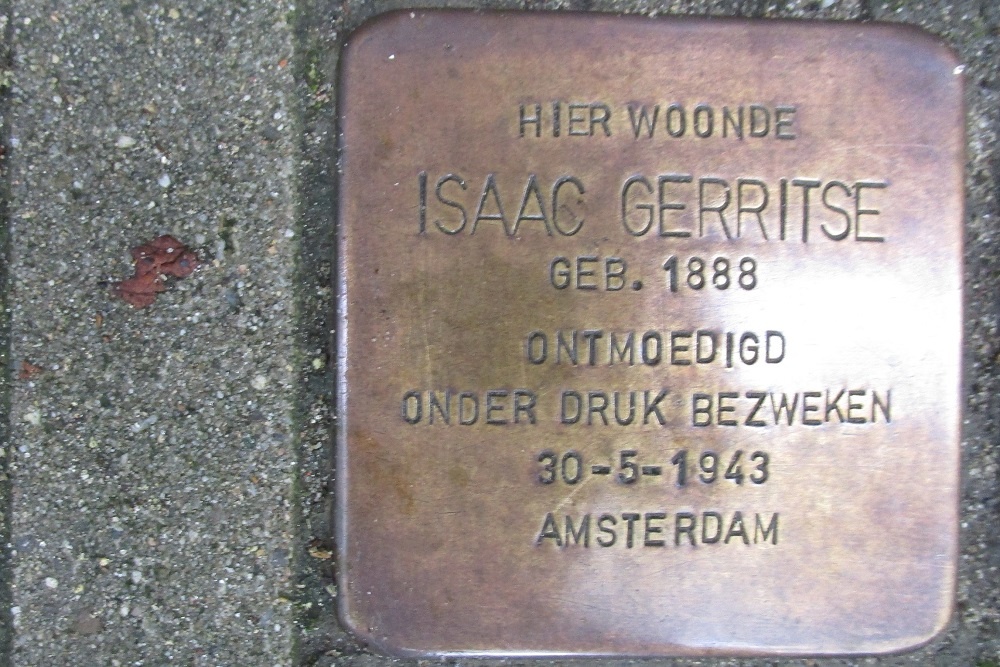 HIER WOONDE
ISAAC GERRITSE
GEB. 1888
ONTMOEDIGD
ONDER DRUK BEZWEKEN
30-5-1943
AMSTERDAM